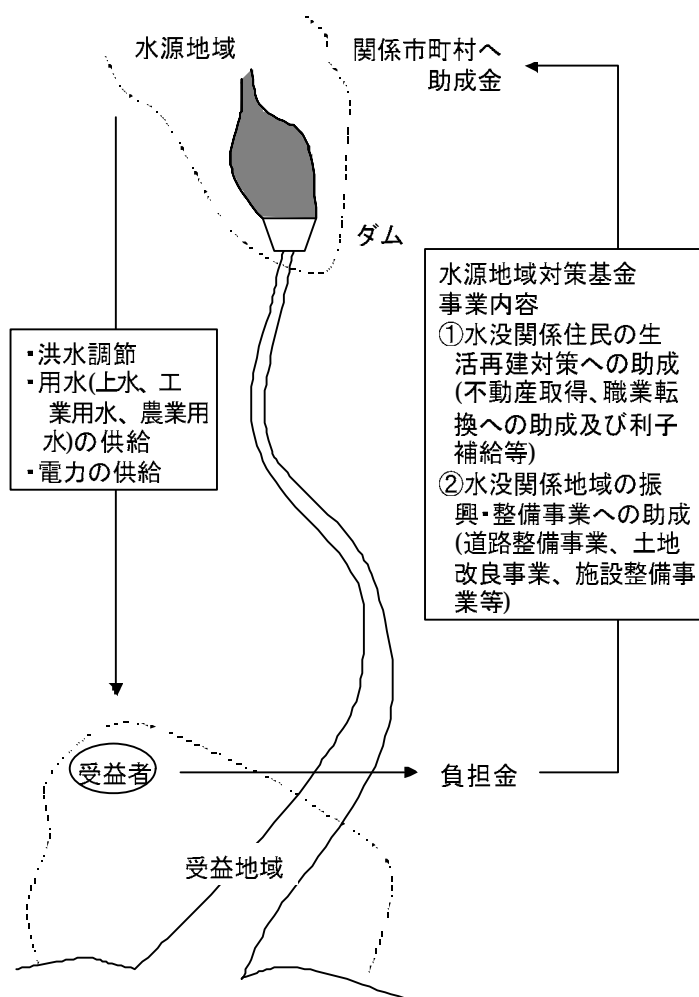 水源地域
関係市町村へ
助成金
ダム
・洪水調節
・用水(上水、工
業用水、農業用
水)の供給
・電力の供給
水源地域対策基金
事業内容
①水没関係住民の生
活再建対策への助成
(不動産取得、職業転
換への助成及び利子
補給等)
②水没関係地域の振
興・整備事業への助成
(道路整備事業、土地
改良事業、施設整備事
業等)
受益者
負担金
受益地域